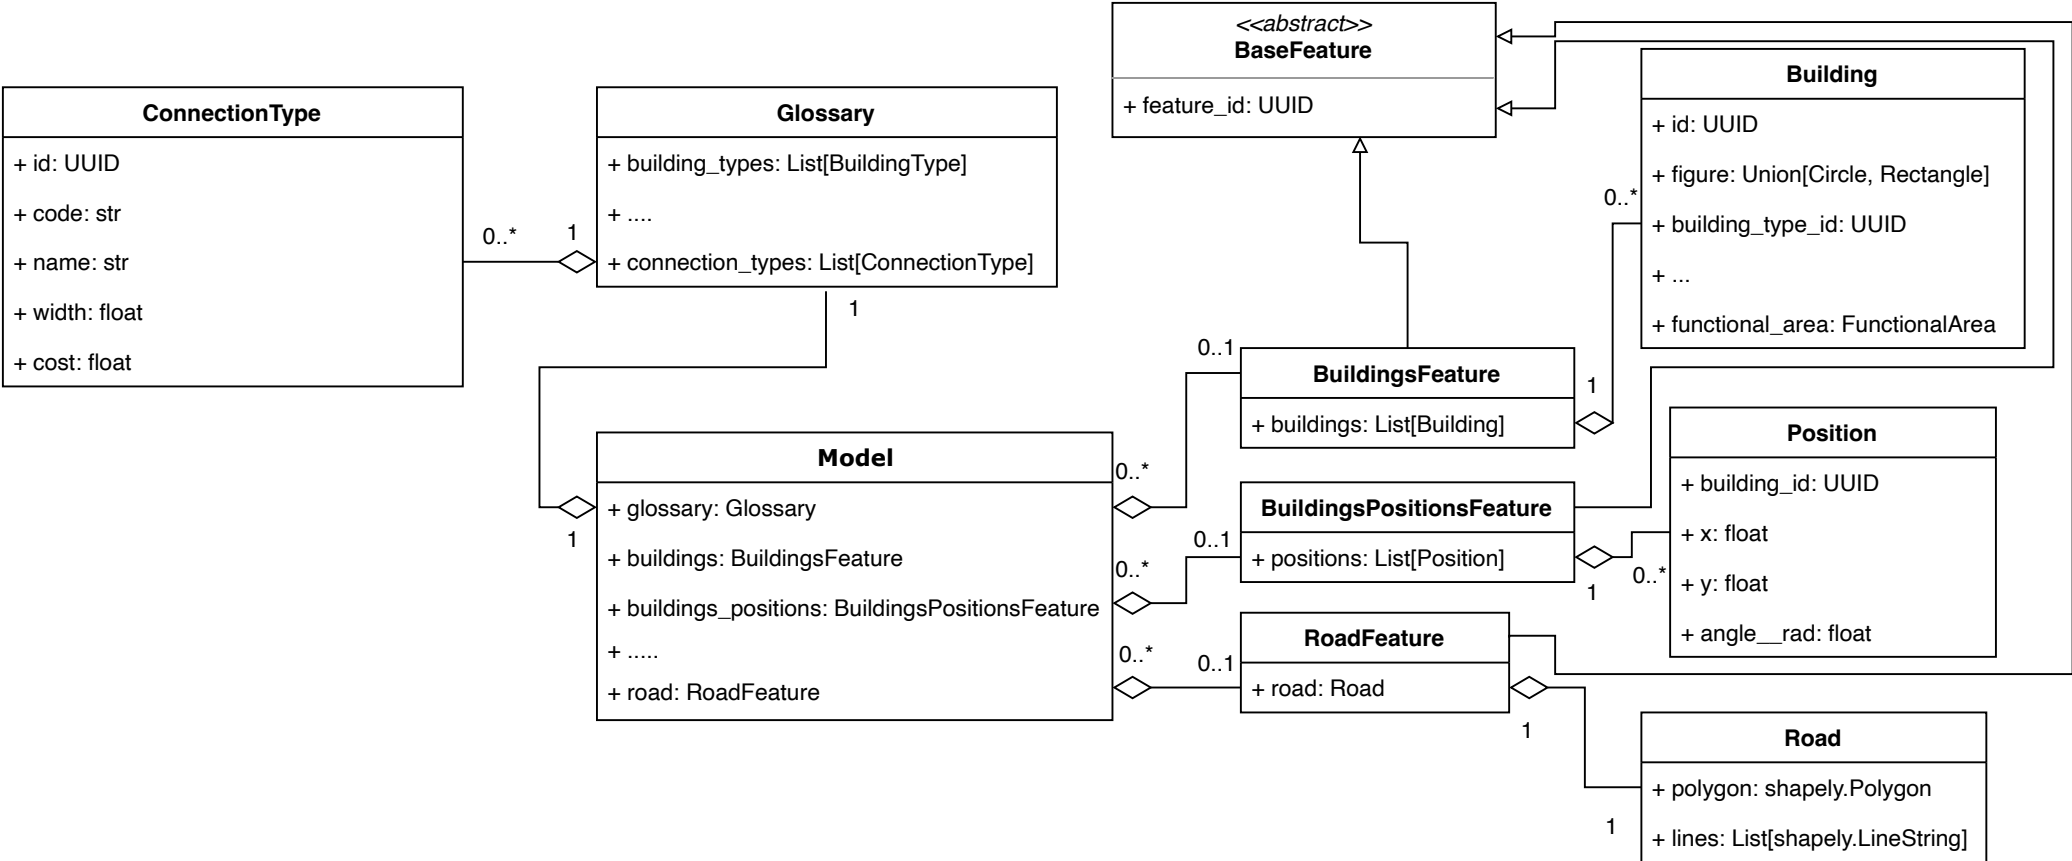 <<abstract>>
BaseFeature
+ feature_id: UUID
Building
+ id: UUID
+ figure: Union[Circle, Rectangle]
+ building_type_id: UUID
+ ...
+ functional_area: FunctionalArea
0..*
ConnectionType
+ id: UUID
+ code: str
+ name: str
+ width: float
+ cost: float
0..*
1
Glossary
+ building_types: List[BuildingType]
+ ....
+ connection_types: List[ConnectionType]
1
0..1
BuildingsFeature
+ buildings: List[Building]
1
Model
+ glossary: Glossary
+ buildings: BuildingsFeature
+ buildings_positions: BuildingsPositionsFeature
+ .....
+ road: RoadFeature
1
0..*
0..*
0..*
0..1
BuildingsPositionsFeature
+ positions: List[Position]
1
0..*
Position
+ building_id: UUID
+ x: float
+ y: float
+ angle__rad: float
0..1
RoadFeature
+ road: Road
1
1
Road
+ polygon: shapely.Polygon
+ lines: List[shapely.LineString]